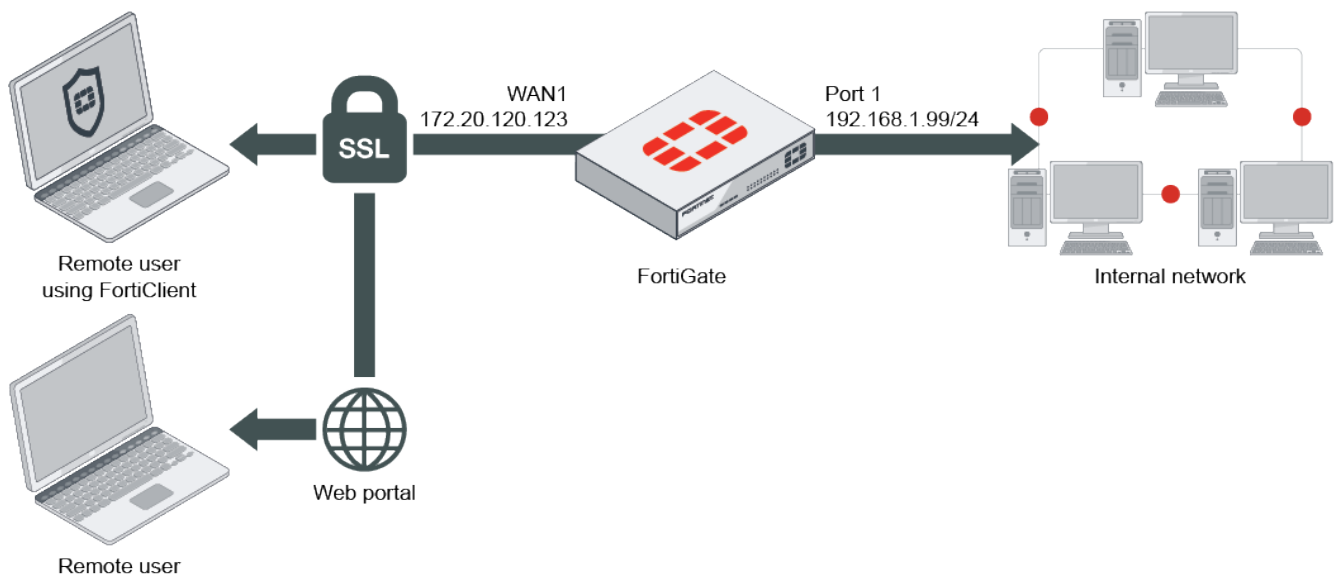 WAN1
172.20.120.123
Port 1
192.168.1.99/24
SSL
FORTINET
Remote user
using FortiClient
FortiGate
Internal network
Web portal
Remote user